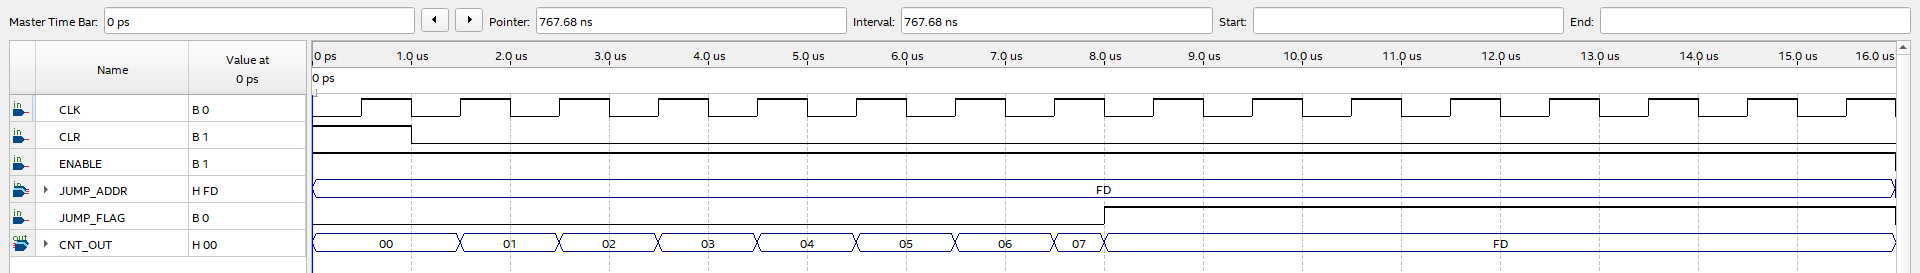 Master Time Bar: 0 ps Pointer: 767.68 ns Interval: 767.68 ns Start: End:
Name Value at 0 ps
0 ps 1.0 us 2.0 us 3.0 us 4.0 us 5.0 us 6.0 us 7.0 us 8.0 us 9.0 us 10.0 us 11.0 us 12.0 us 13.0 us 14.0 us 15.0 us 16.0 us
0 ps
in CLK B 0
in CLR B 1
in ENABLE B 1
in JUMP_ADDR H FD FD
in JUMP_FLAG B 0
out CNT_OUT H 00 00 01 02 03 04 05 06 07 FD